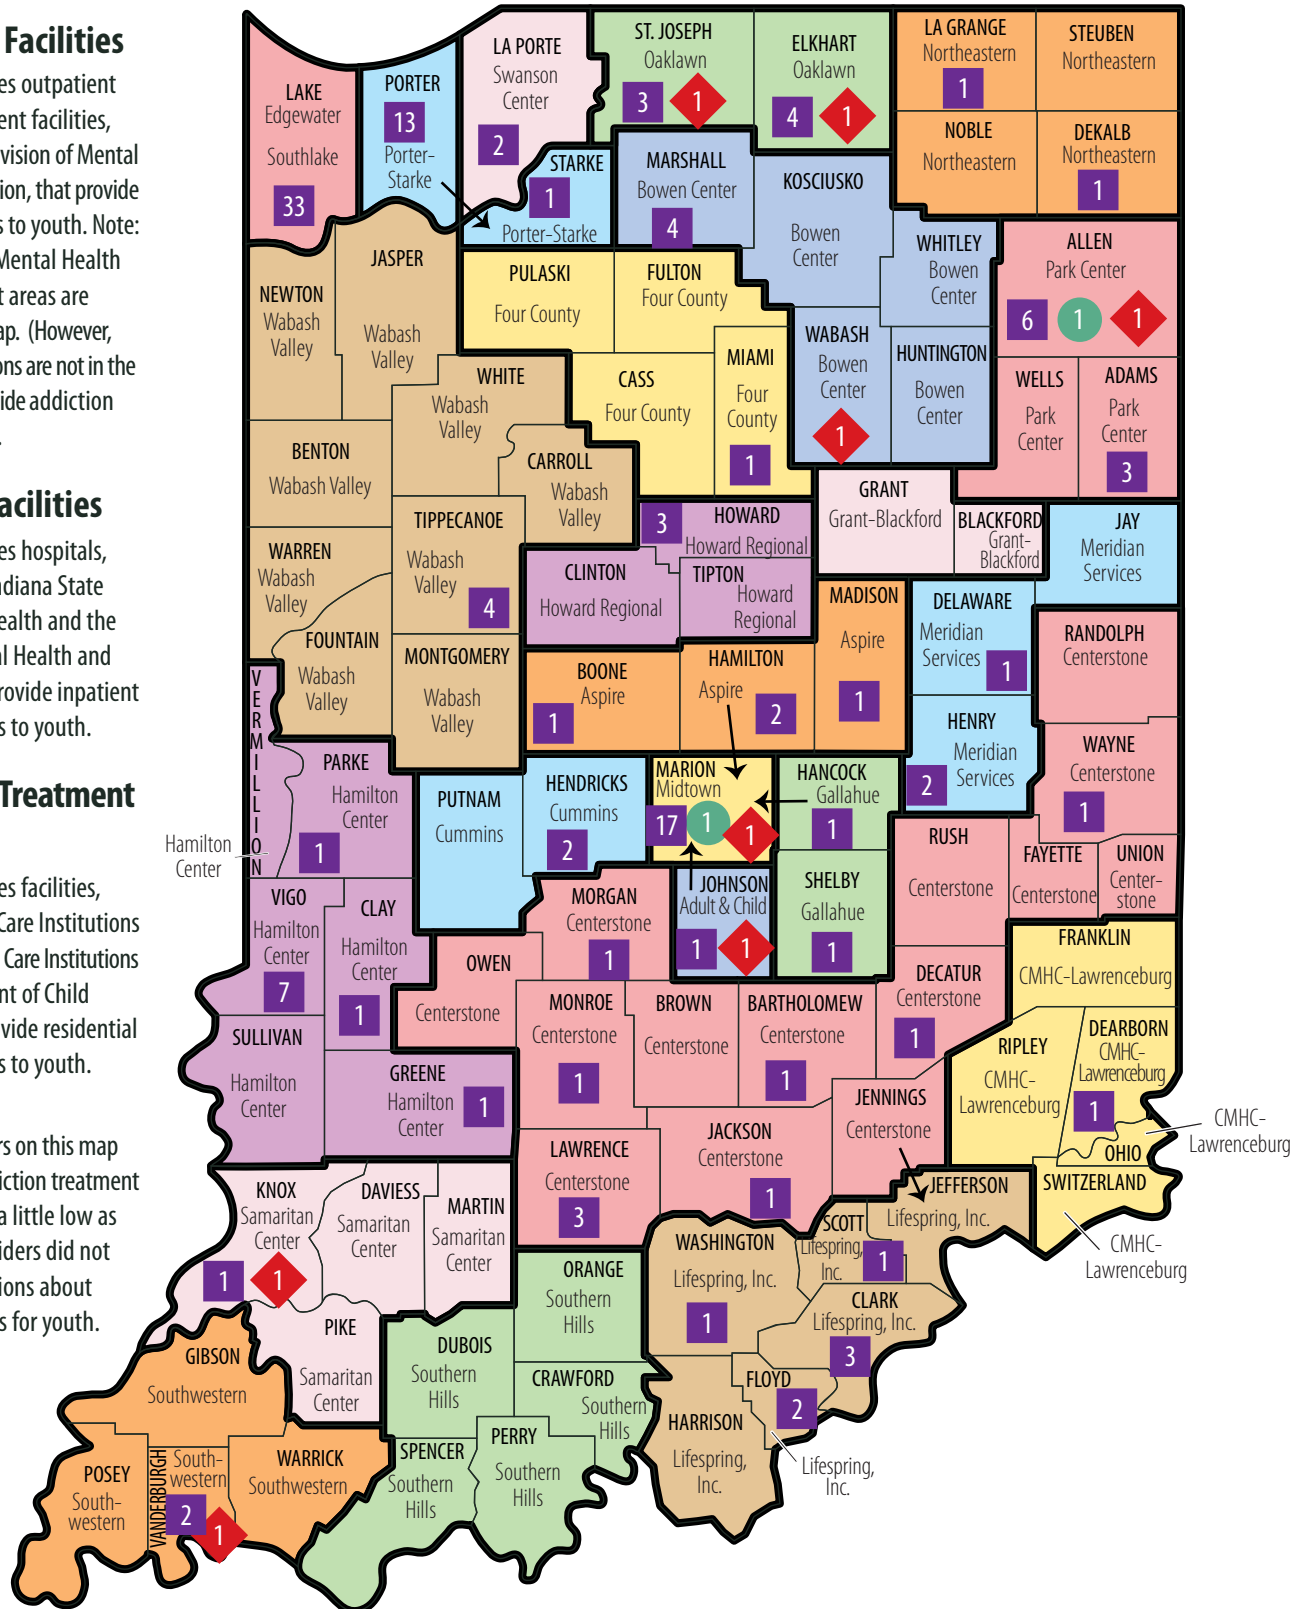 Facilities
es outpatient
ent facilities,
vision of Mental
ion, that provide
s to youth. Note:
Mental Health
t areas are
ap. (However,
ons are not in the
ide addiction
.
acilities
es hospitals,
ndiana State
ealth and the
al Health and
rovide inpatient
s to youth.
Treatment
es facilities,
Care Institutions
Care Institutions
nt of Child
vide residential
s to youth.
rs on this map
iction treatment
a little low as
iders did not
ions about
s for youth.
LAKE
Edgewater
Southlake
33
PORTER
13
Porter-
Starke
LA PORTE
Swanson
Center
2
STARKE
1
Porter-Starke
ST. JOSEPH
Oaklawn
3
1
ELKHART
Oaklawn
4
1
LA GRANGE
Northeastern
1
STEUBEN
Northeastern
NOBLE
Northeastern
DEKALB
Northeastern
1
MARSHALL
Bowen Center
4
KOSCIUSKO
Bowen
Center
WHITLEY
Bowen
Center
ALLEN
Park Center
6
1
1
NEWTON
Wabash
Valley
JASPER
Wabash
Valley
PULASKI
Four County
FULTON
Four County
WABASH
Bowen
Center
1
HUNTINGTON
Bowen
Center
WELLS
Park
Center
ADAMS
Park
Center
3
WHITE
Wabash
Valley
CASS
Four County
MIAMI
Four
County
1
BENTON
Wabash Valley
CARROLL
Wabash
Valley
GRANT
Grant-Blackford
BLACKFORD
Grant-
Blackford
JAY
Meridian
Services
WARREN
Wabash
Valley
TIPPECANOE
Wabash
Valley
4
3
HOWARD
Howard Regional
CLINTON
Howard Regional
TIPTON
Howard
Regional
MADISON
Aspire
1
DELAWARE
Meridian
Services
1
RANDOLPH
Centerstone
FOUNTAIN
Wabash
Valley
MONTGOMERY
Wabash
Valley
BOONE
Aspire
1
HAMILTON
Aspire
2
HENRY
Meridian
Services
2
WAYNE
Centerstone
1
VERMILLION
Hamilton
Center
PARKE
Hamilton
Center
1
PUTNAM
Cummins
HENDRICKS
Cummins
2
MARION
Midtown
17
1
1
HANCOCK
Gallahue
1
RUSH
Centerstone
FAYETTE
Centerstone
UNION
Center-
stone
VIGO
Hamilton
Center
7
CLAY
Hamilton
Center
1
MORGAN
Centerstone
1
JOHNSON
Adult & Child
1
1
SHELBY
Gallahue
1
OWEN
Centerstone
FRANKLIN
CMHC-Lawrenceburg
DECATUR
Centerstone
1
SULLIVAN
Hamilton
Center
GREENE
Hamilton
Center
1
MONROE
Centerstone
1
BROWN
Centerstone
BARTHOLOMEW
Centerstone
1
RIPLEY
CMHC-
Lawrenceburg
DEARBORN
CMHC-
Lawrenceburg
1
OHIO
CMHC-
Lawrenceburg
JENNINGS
Centerstone
LAWRENCE
Centerstone
3
JACKSON
Centerstone
1
JEFFERSON
Lifespring, Inc.
SWITZERLAND
CMHC-
Lawrenceburg
KNOX
Samaritan
Center
1
1
DAVIESS
Samaritan
Center
MARTIN
Samaritan
Center
WASHINGTON
Lifespring, Inc.
1
SCOTT
Lifespring,
Inc.
1
CLARK
Lifespring, Inc.
3
ORANGE
Southern
Hills
PIKE
Samaritan
Center
DUBOIS
Southern
Hills
CRAWFORD
Southern
Hills
FLOYD
2
Lifespring,
Inc.
HARRISON
Lifespring,
Inc.
GIBSON
Southwestern
POSEY
South-
western
VANDERBURGH
South-
western
2
1
WARRICK
Southwestern
SPENCER
Southern
Hills
PERRY
Southern
Hills